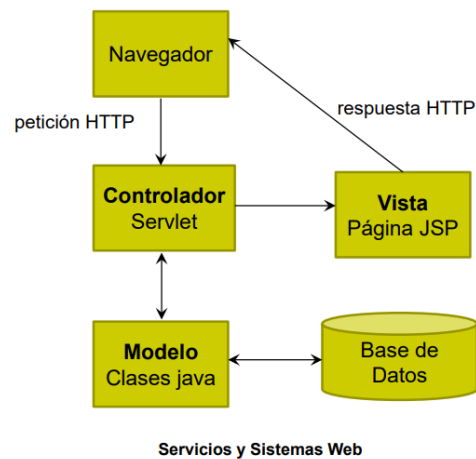 Navegador
petición HTTP
respuesta HTTP
Controlador
Servlet
Vista
Página JSP
Modelo
Clases java
Base de
Datos
Servicios y Sistemas Web